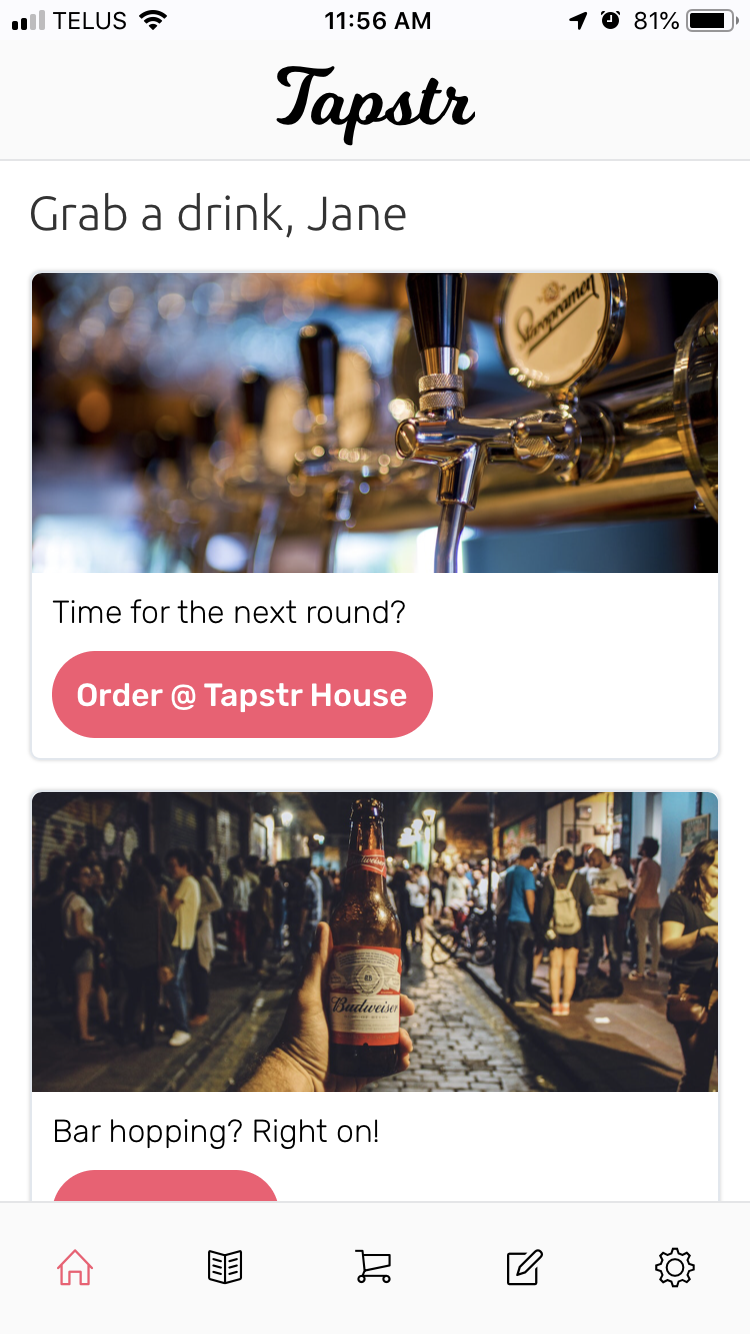 TELUS 11:56 AM 81%
Tapstr
Grab a drink, Jane
Staropramen
Time for the next round?
Order @ Tapstr House
Budweiser
Bar hopping? Right on!